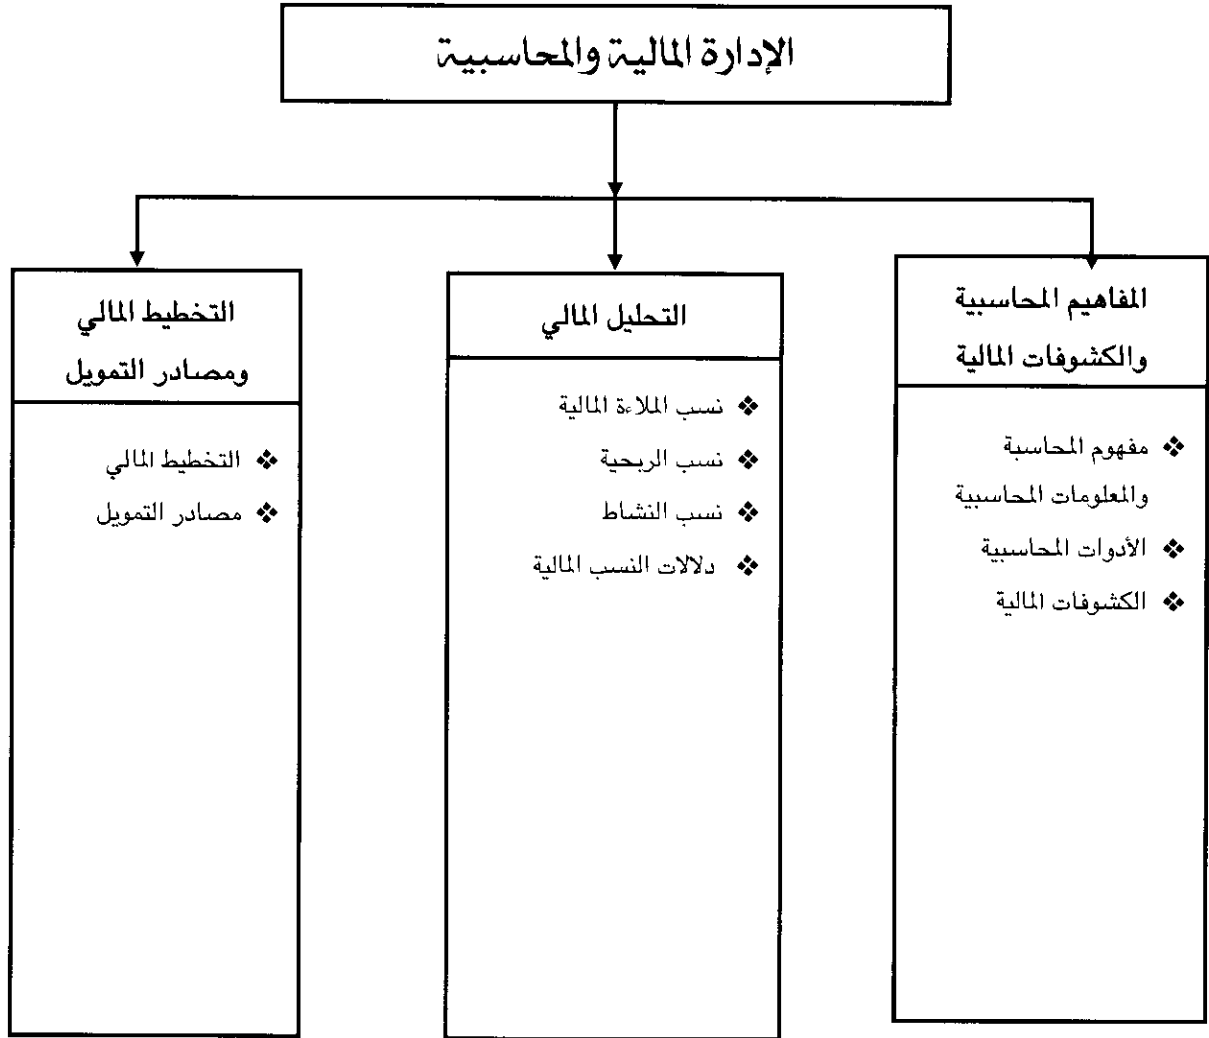 الإدارة المالية والمحاسبية
المفاهيم المحاسبية
والكشوفات المالية
❖ مفهوم المحاسبة
والمعلومات المحاسبية
❖ الأدوات المحاسبية
❖ الكشوفات المالية
التحليل المالي
❖ نسب الملاءة المالية
❖ نسب الربحية
❖ نسب النشاط
❖ دلالات النسب المالية
التخطيط المالي
ومصادر التمويل
❖ التخطيط المالي
❖ مصادر التمويل